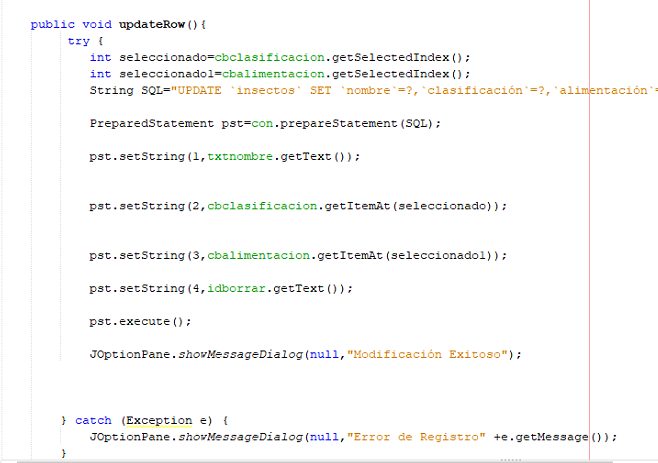 public void updateRow(){
try {
int seleccionado=cbclasificacion.getSelectedIndex();
int seleccionado1=cbalimentacion.getSelectedIndex();
String SQL="UPDATE `insectos` SET `nombre`=?,`clasificación`=?,`alimentación`=
PreparedStatement pst=con.prepareStatement(SQL);
pst.setString(1,txtnombre.getText());
pst.setString(2,cbclasificacion.getItemAt(seleccionado));
pst.setString(3,cbalimentacion.getItemAt(seleccionado1));
pst.setString(4,idborrar.getText());
pst.execute();
JOptionPane.showMessageDialog(null,"Modificación Exitoso");
} catch (Exception e) {
JOptionPane.showMessageDialog(null,"Error de Registro" +e.getMessage());
}